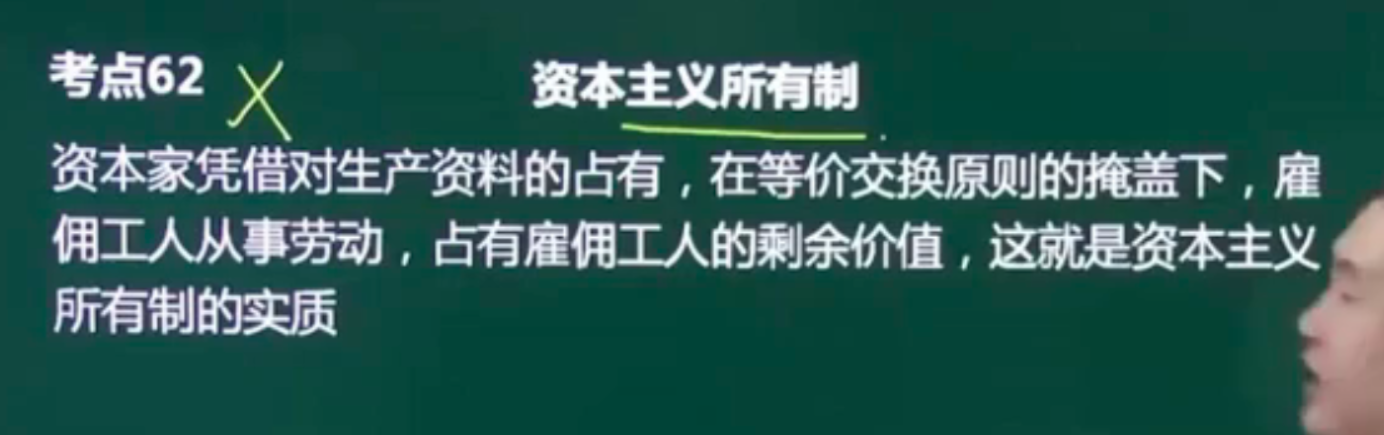 考点62
资本主义所有制
资本家凭借对生产资料的占有，在等价交换原则的掩盖下，雇
佣工人从事劳动，占有雇佣工人的剩余价值，这就是资本主义
所有制的实质